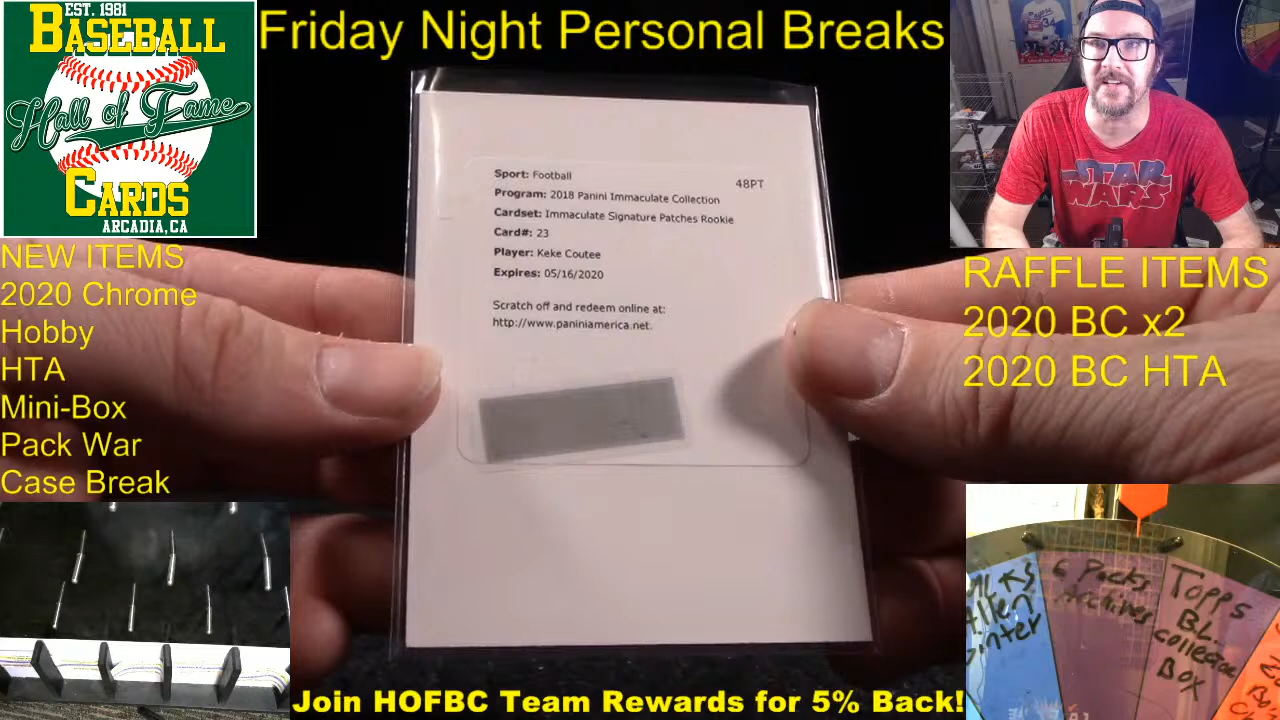 EST. 1981
BASEBALL
Hall of Fame
CARDS
ARCADIA, CA
Friday Night Personal Breaks
NEW ITEMS
2020 Chrome
Hobby
HTA
Mini-Box
Pack War
Case Break
Sport: Football
48PT
Program: 2018 Panini Immaculate Collection
Cardset: Immaculate Signature Patches Rookie
Card#: 23
Player: Keke Coutee
Expires: 05/16/2020
Scratch off and redeem online at:
http://www.paniniamerica.net.
STAR
WARS
34
RAFFLE ITEMS
2020 BC x2
2020 BC HTA
6 Packs
Archives
Topps
BL.
Collection
Box
Join HOFBC Team Rewards for 5% Back!